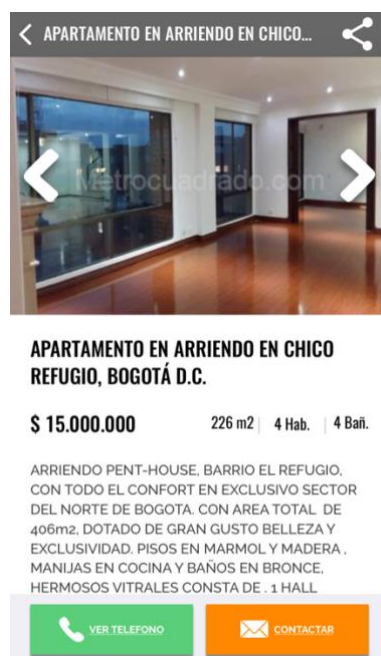 APARTAMENTO EN ARRIENDO EN CHICO...
Metrocuadrado.com
APARTAMENTO EN ARRIENDO EN CHICO
REFUGIO, BOGOTÁ D.C.
$ 15.000.000 226 m2 | 4 Hab. | 4 Bañ.
ARRIENDO PENT-HOUSE, BARRIO EL REFUGIO,
CON TODO EL CONFORT EN EXCLUSIVO SECTOR
DEL NORTE DE BOGOTA. CON AREA TOTAL DE
406m2, DOTADO DE GRAN GUSTO BELLEZA Y
EXCLUSIVIDAD. PISOS EN MARMOL Y MADERA ,
MANIJAS EN COCINA Y BAÑOS EN BRONCE,
HERMOSOS VITRALES CONSTA DE . 1 HALL
VER TELEFONO CONTACTAR